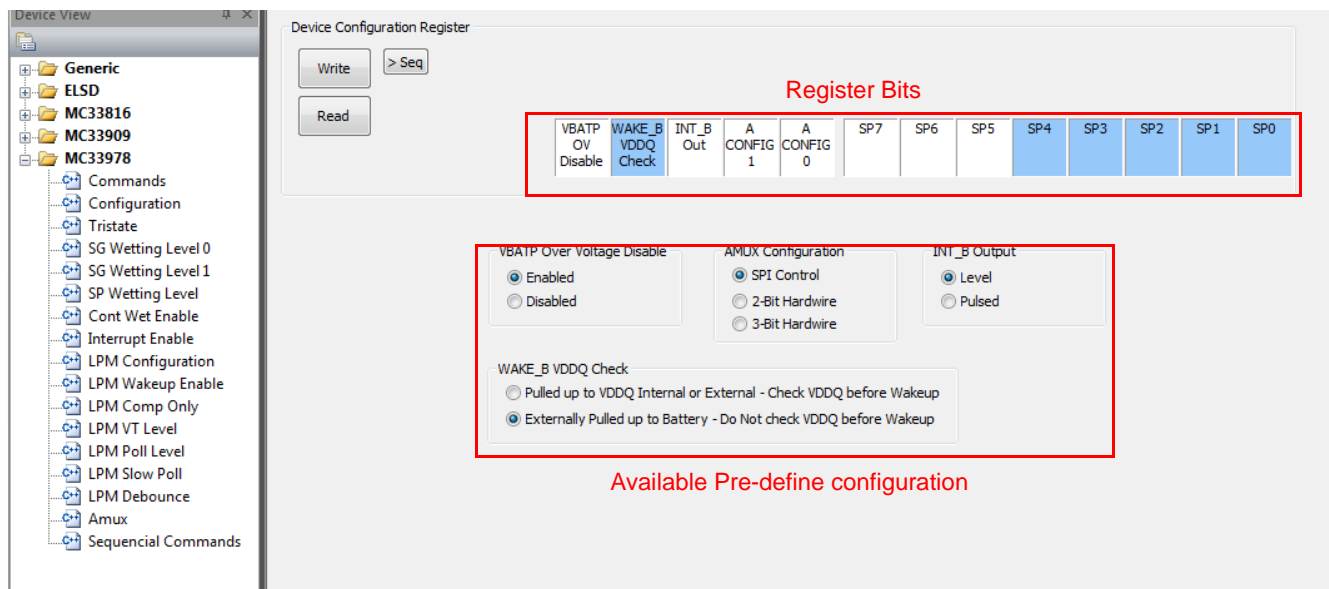 Device View
Generic
ELSD
MC33816
MC33909
MC33978
Commands
Configuration
Tristate
SG Wetting Level 0
SG Wetting Level 1
SP Wetting Level
Cont Wet Enable
Interrupt Enable
LPM Configuration
LPM Wakeup Enable
LPM Comp Only
LPM VT Level
LPM Poll Level
LPM Slow Poll
LPM Debounce
Amux
Sequencial Commands
Device Configuration Register
Write
> Seq
Read
Register Bits
VBATP OV Disable
WAKE_B VDDQ Check
INT_B Out
A CONFIG 1
A CONFIG 0
SP7
SP6
SP5
SP4
SP3
SP2
SP1
SP0
VBATP Over Voltage Disable
Enabled
Disabled
AMUX Configuration
SPI Control
2-Bit Hardwire
3-Bit Hardwire
INT_B Output
Level
Pulsed
WAKE_B VDDQ Check
Pulled up to VDDQ Internal or External - Check VDDQ before Wakeup
Externally Pulled up to Battery - Do Not check VDDQ before Wakeup
Available Pre-define configuration